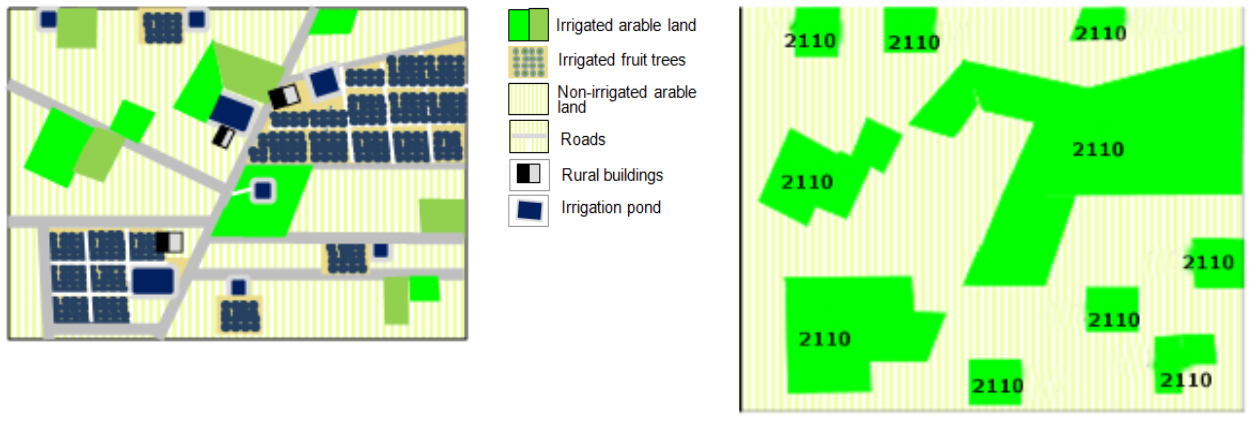 Irrigated arable land
Irrigated fruit trees
Non-irrigated arable
land
Roads
Rural buildings
Irrigation pond
2110
2110
2110
2110
2110
2110
2110
2110
2110
2110